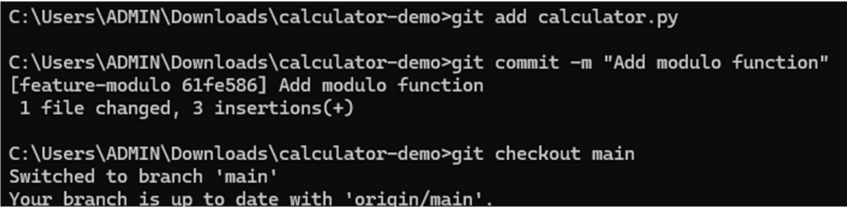 C:\Users\ADMIN\Downloads\calculator-demo>git add calculator.py
C:\Users\ADMIN\Downloads\calculator-demo>git commit -m "Add modulo function"
[feature-modulo 61fe586] Add modulo function
 1 file changed, 3 insertions(+)
C:\Users\ADMIN\Downloads\calculator-demo>git checkout main
Switched to branch 'main'
Your branch is up to date with 'origin/main'.